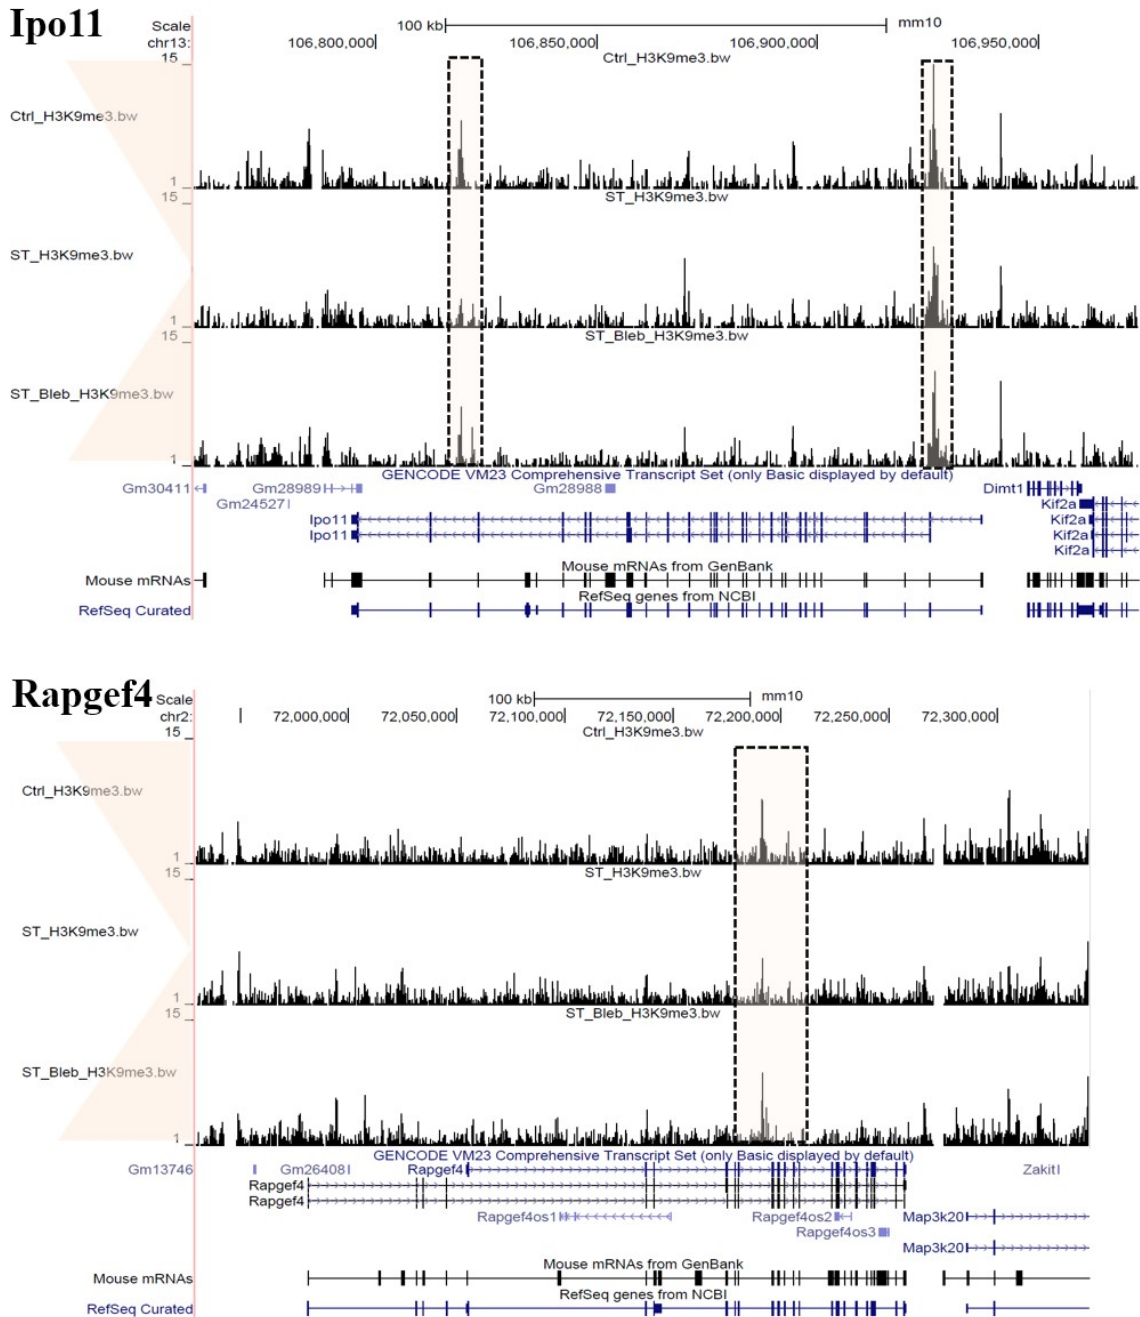 Ipo11
Scale 100 kb mm10
chr13: 106,800,000 106,850,000 106,900,000 106,950,000
15 Ctrl_H3K9me3.bw
Ctrl_H3K9me3.bw
1
15 ST_H3K9me3.bw
ST_H3K9me3.bw
1
15 ST_Bleb_H3K9me3.bw
ST_Bleb_H3K9me3.bw
1
GENCODE VM23 Comprehensive Transcript Set (only Basic displayed by default)
Gm30411 Gm28989 Gm28988 Dimt1
Gm24527 Kif2a
Ipo11 Kif2a
Ipo11 Kif2a
Kif2a
Mouse mRNAs from GenBank
Mouse mRNAs
RefSeq genes from NCBI
RefSeq Curated
Rapgef4
Scale 100 kb mm10
chr2: 72,000,000 72,050,000 72,100,000 72,150,000 72,200,000 72,250,000 72,300,000
15 Ctrl_H3K9me3.bw
Ctrl_H3K9me3.bw
1
15 ST_H3K9me3.bw
ST_H3K9me3.bw
1
15 ST_Bleb_H3K9me3.bw
ST_Bleb_H3K9me3.bw
1
GENCODE VM23 Comprehensive Transcript Set (only Basic displayed by default)
Gm13746 Gm26408 Rapgef4 Zakit
Rapgef4
Rapgef4
Rapgef4os1 Rapgef4os2 Map3k20
Rapgef4os3
Map3k20
Mouse mRNAs from GenBank
Mouse mRNAs
RefSeq genes from NCBI
RefSeq Curated